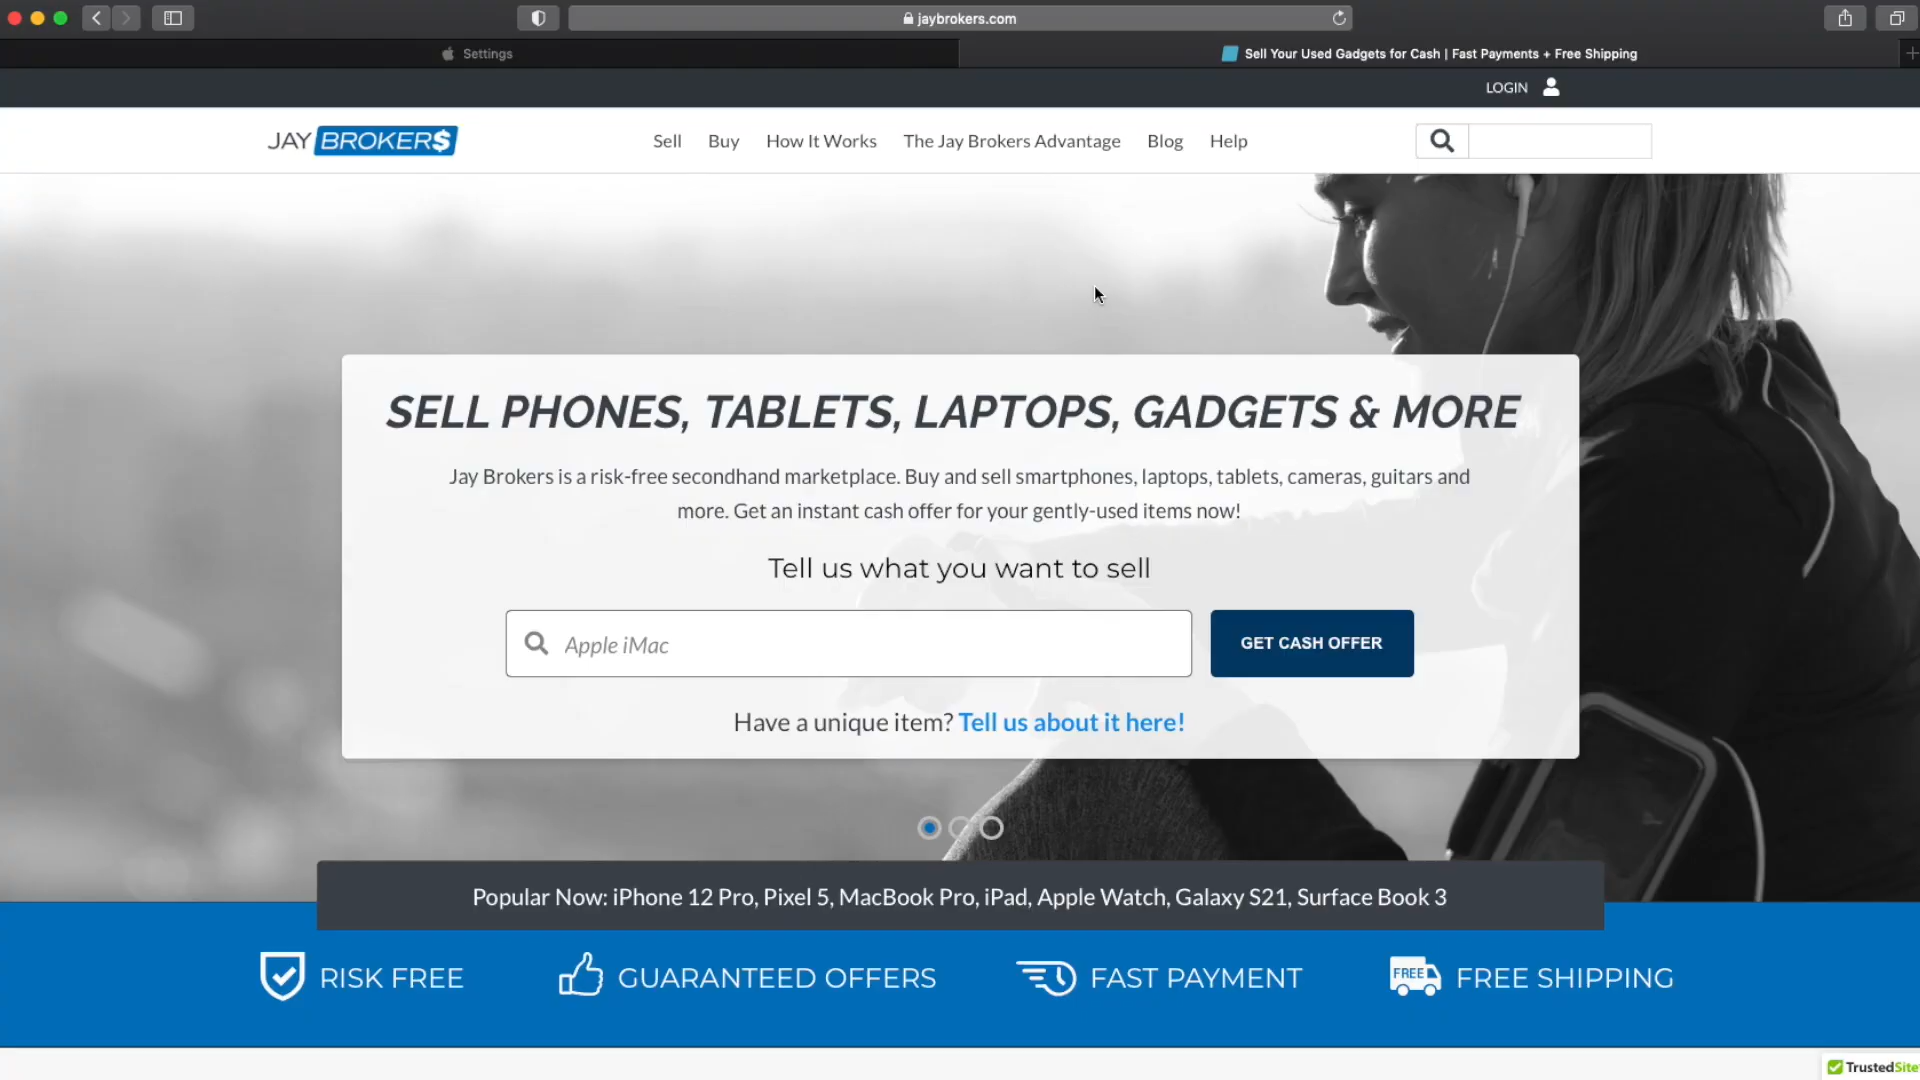 jaybrokers.com
Settings
Sell Your Used Gadgets for Cash | Fast Payments + Free Shipping
LOGIN
JAY BROKER$
Sell
Buy
How It Works
The Jay Brokers Advantage
Blog
Help
SELL PHONES, TABLETS, LAPTOPS, GADGETS & MORE
Jay Brokers is a risk-free secondhand marketplace. Buy and sell smartphones, laptops, tablets, cameras, guitars and
more. Get an instant cash offer for your gently-used items now!
Tell us what you want to sell
Apple iMac
GET CASH OFFER
Have a unique item? Tell us about it here!
Popular Now: iPhone 12 Pro, Pixel 5, MacBook Pro, iPad, Apple Watch, Galaxy S21, Surface Book 3
RISK FREE
GUARANTEED OFFERS
FAST PAYMENT
FREE
FREE SHIPPING
TrustedSite